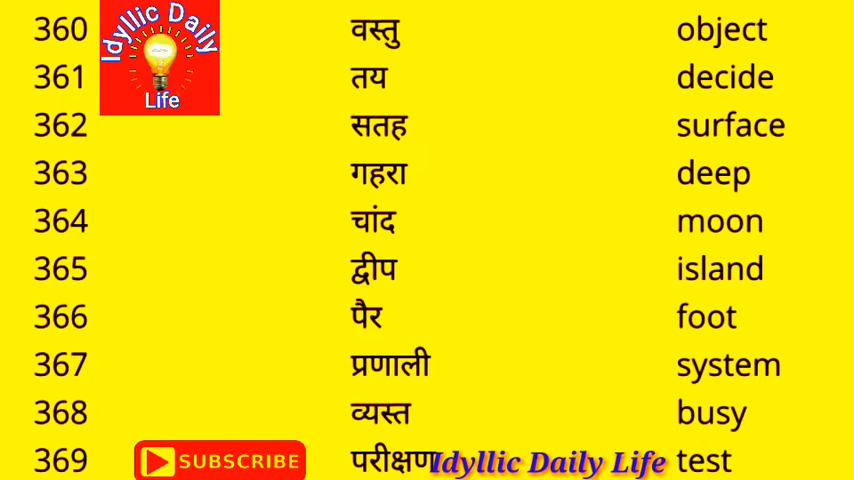 360 वस्तु object
Idyllic Daily
Life
361 तय decide
362 सतह surface
363 गहरा deep
364 चांद moon
365 द्वीप island
366 पैर foot
367 प्रणाली system
368 व्यस्त busy
369 SUBSCRIBE परीक्षण Idyllic Daily Life test